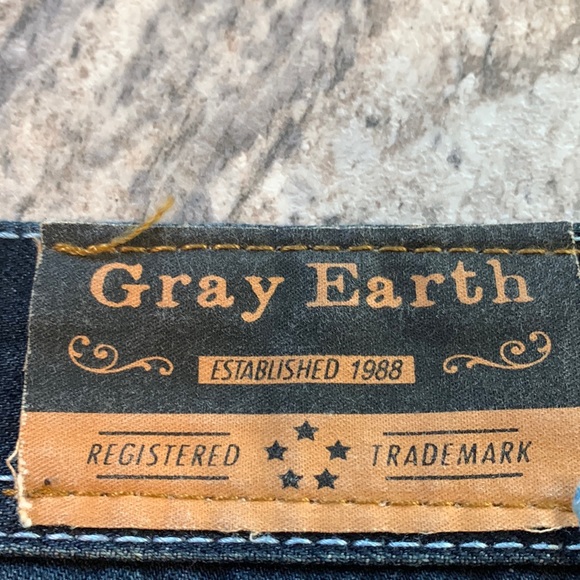 Gray Earth
ESTABLISHED 1988
REGISTERED TRADEMARK